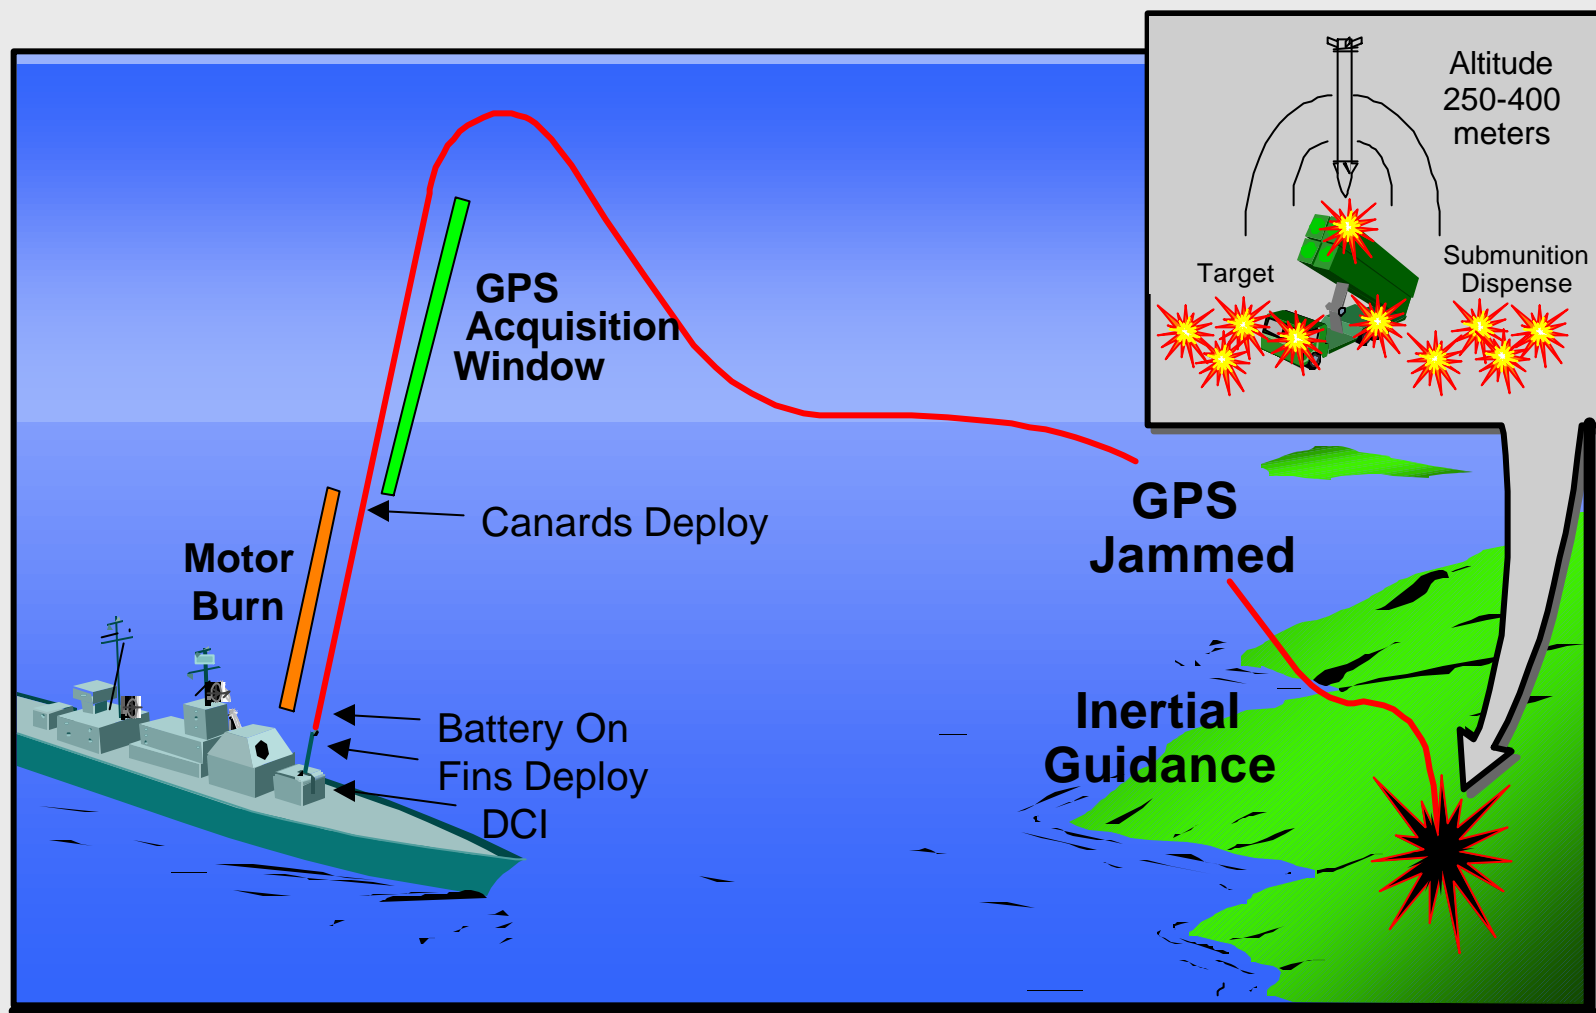 Altitude
250-400
meters
Target
Submunition
Dispense
GPS
Acquisition
Window
Canards Deploy
Motor
Burn
GPS
Jammed
Inertial
Guidance
Battery On
Fins Deploy
DCI